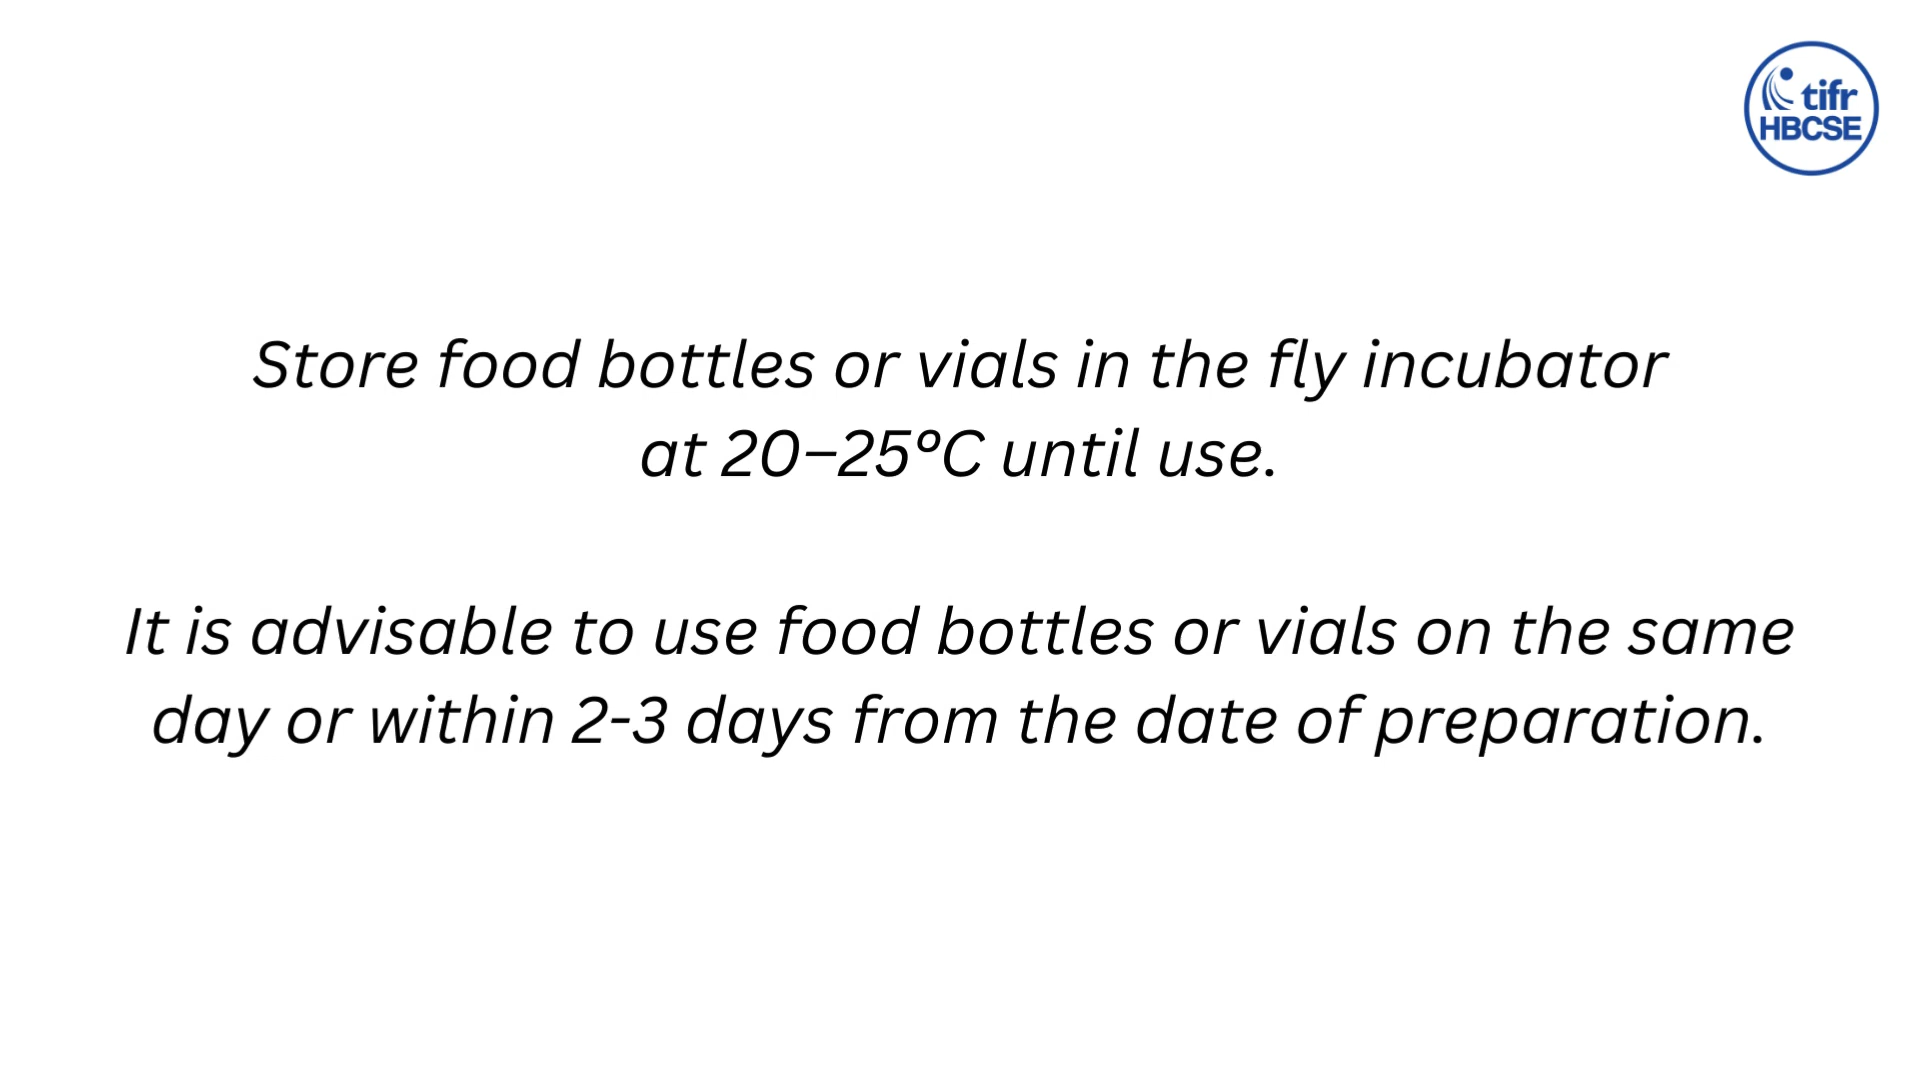 tifr
HBCSE
Store food bottles or vials in the fly incubator
at 20–25°C until use.
It is advisable to use food bottles or vials on the same
day or within 2-3 days from the date of preparation.